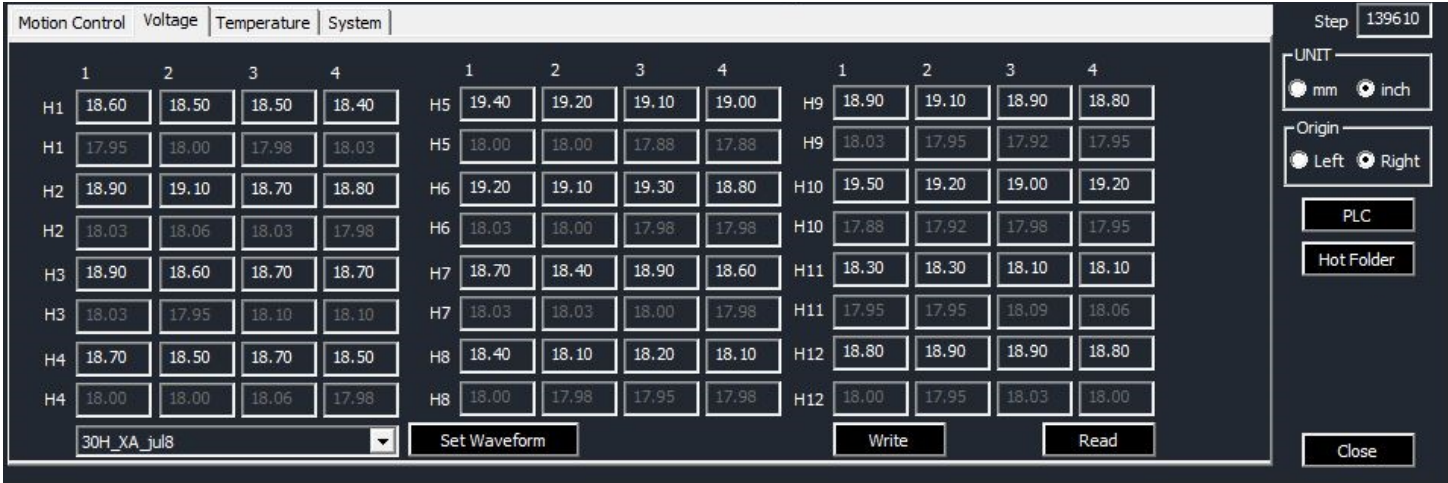 Motion Control Voltage Temperature System Step 139610
1 2 3 4 1 2 3 4 1 2 3 4 UNIT
H1 18.60 18.50 18.50 18.40 H5 19.40 19.20 19.10 19.00 H9 18.90 19.10 18.90 18.80 mm inch
H1 17.95 18.00 17.98 18.03 H5 18.00 18.00 17.88 17.88 H9 18.03 17.95 17.92 17.95 Origin
Left Right
H2 18.90 19.10 18.70 18.80 H6 19.20 19.10 19.30 18.80 H10 19.50 19.20 19.00 19.20
H2 18.03 18.06 18.03 17.98 H6 18.03 18.00 17.98 17.98 H10 17.88 17.92 17.98 17.95 PLC
H3 18.90 18.60 18.70 18.70 H7 18.70 18.40 18.90 18.60 H11 18.30 18.30 18.10 18.10 Hot Folder
H3 18.03 17.95 18.10 18.10 H7 18.03 18.03 18.00 17.98 H11 17.95 17.95 18.09 18.06
H4 18.70 18.50 18.70 18.50 H8 18.40 18.10 18.20 18.10 H12 18.80 18.90 18.90 18.80
H4 18.00 18.00 18.06 17.98 H8 18.00 17.98 17.95 17.98 H12 18.00 17.95 18.03 18.00
30H_XA_jul8 Set Waveform Write Read Close